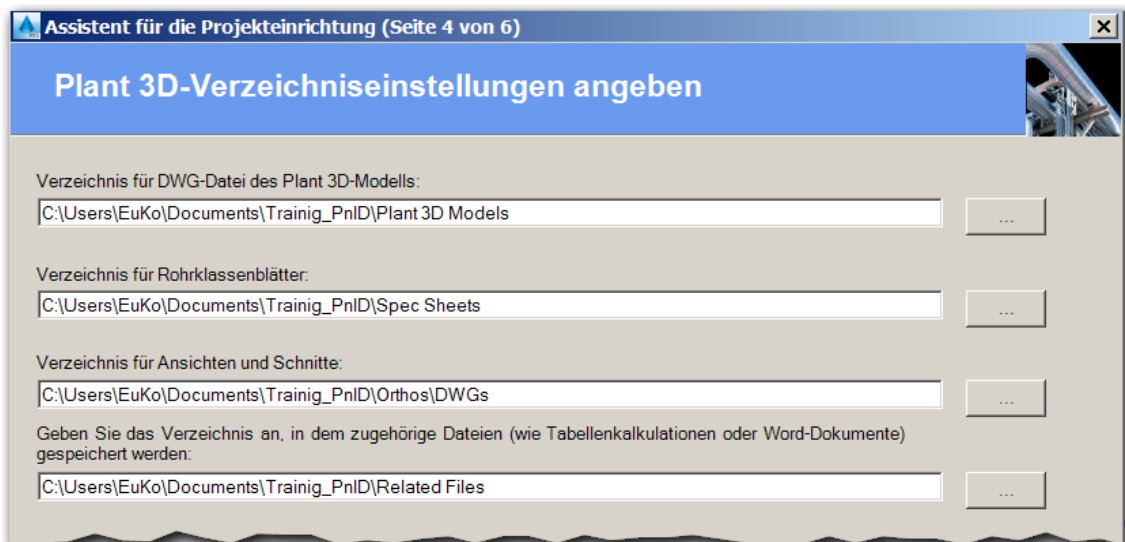 Assistent für die Projekteinrichtung (Seite 4 von 6)
Plant 3D-Verzeichniseinstellungen angeben
Verzeichnis für DWG-Datei des Plant 3D-Modells:
C:\Users\EuKo\Documents\Trainig_PnID\Plant 3D Models
...
Verzeichnis für Rohrklassenblätter:
C:\Users\EuKo\Documents\Trainig_PnID\Spec Sheets
...
Verzeichnis für Ansichten und Schnitte:
C:\Users\EuKo\Documents\Trainig_PnID\Orthos\DWGs
...
Geben Sie das Verzeichnis an, in dem zugehörige Dateien (wie Tabellenkalkulationen oder Word-Dokumente)
gespeichert werden:
C:\Users\EuKo\Documents\Trainig_PnID\Related Files
...